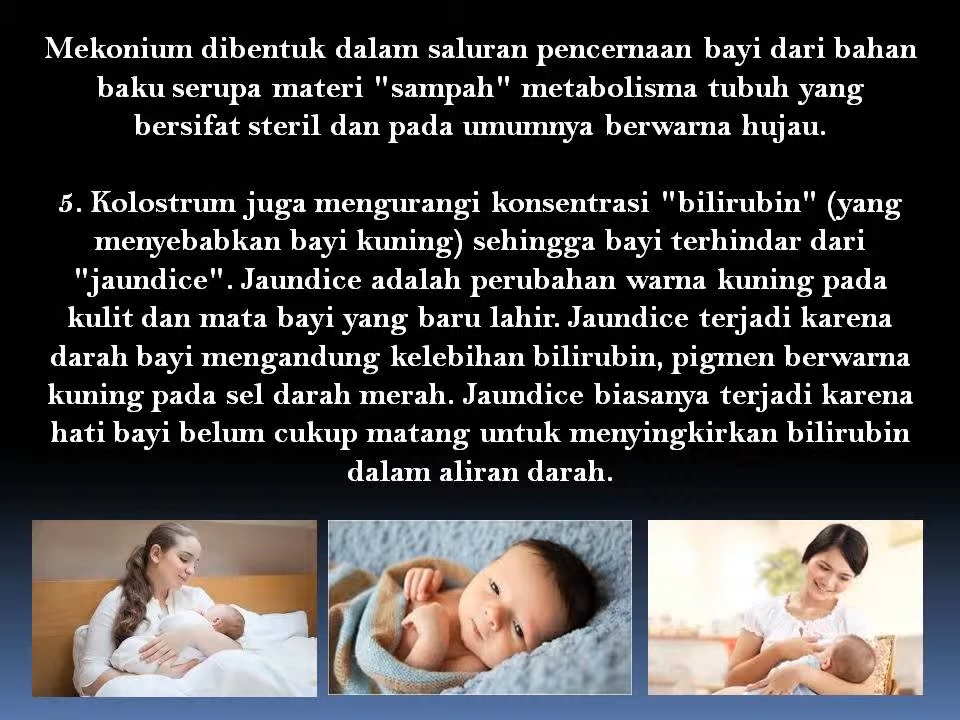 Mekonium dibentuk dalam saluran pencernaan bayi dari bahan
baku serupa materi "sampah" metabolisma tubuh yang
bersifat steril dan pada umumnya berwarna hujau.
5. Kolostrum juga mengurangi konsentrasi "bilirubin" (yang
menyebabkan bayi kuning) sehingga bayi terhindar dari
"jaundice". Jaundice adalah perubahan warna kuning pada
kulit dan mata bayi yang baru lahir. Jaundice terjadi karena
darah bayi mengandung kelebihan bilirubin, pigmen berwarna
kuning pada sel darah merah. Jaundice biasanya terjadi karena
hati bayi belum cukup matang untuk menyingkirkan bilirubin
dalam aliran darah.